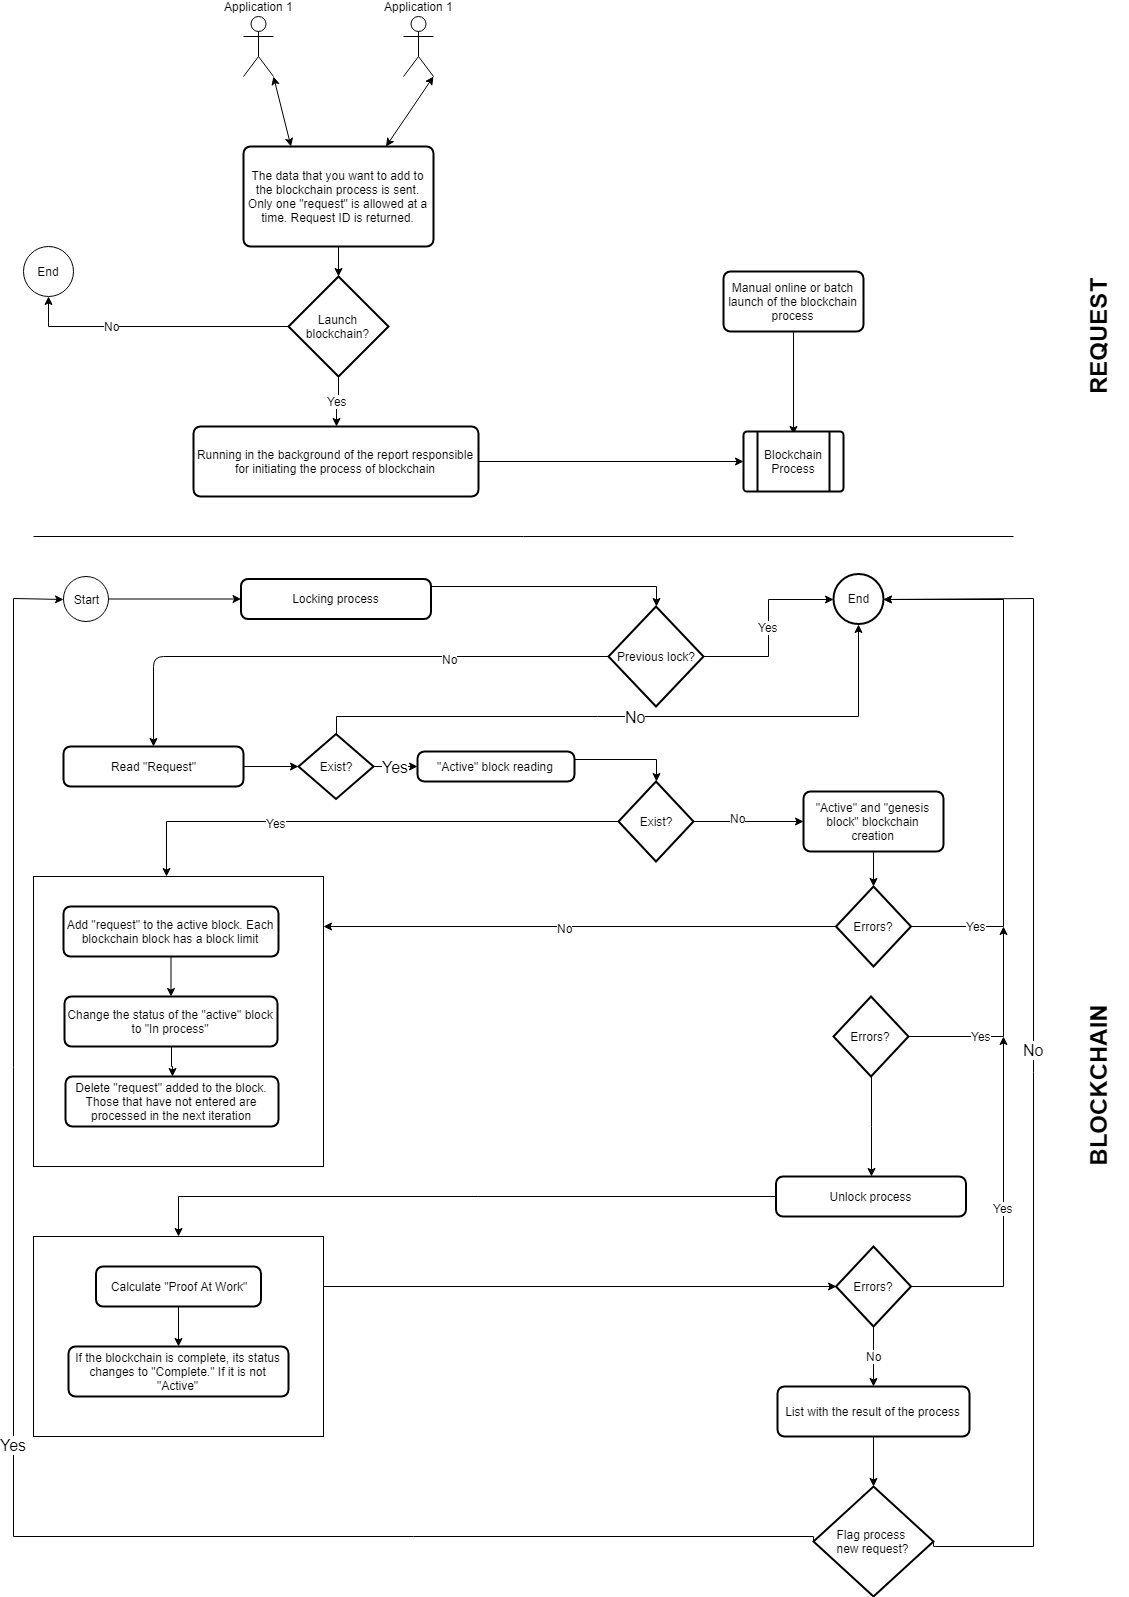 Application 1
Application 1
The data that you want to add to
the blockchain process is sent.
Only one "request" is allowed at a
time. Request ID is returned.
End
Manual online or batch
launch of the blockchain
process
REQUEST
Launch
blockchain?
No
Yes
Running in the background of the report responsible
for initiating the process of blockchain
Blockchain
Process
Start
Locking process
End
Yes
Previous lock?
No
No
Read "Request"
Exist?
Yes
"Active" block reading
Exist?
Yes
No
"Active" and "genesis
block" blockchain
creation
Add "request" to the active block. Each
blockchain block has a block limit
No
Errors?
Yes
Change the status of the "active" block
to "In process"
Errors?
Yes
No
BLOCKCHAIN
Delete "request" added to the block.
Those that have not entered are
processed in the next iteration
Unlock process
Yes
Calculate "Proof At Work"
Errors?
If the blockchain is complete, its status
changes to "Complete." If it is not
"Active"
No
List with the result of the process
Yes
Flag process
new request?